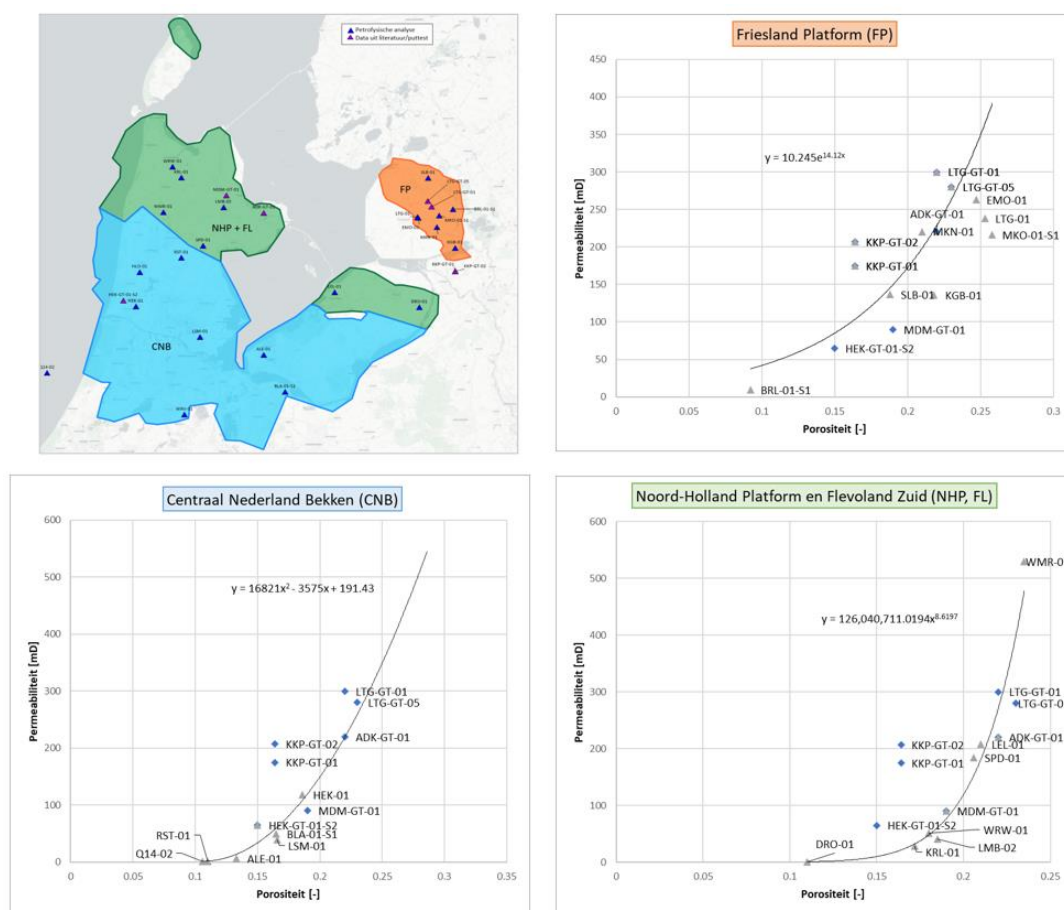 Petrofysische analyse
Data uit literatuur/puttest
FP
NHP + FL
CNB
Friesland Platform (FP)
Permeabiliteit [mD]
450
400
350
300
250
200
150
100
50
0
y = 10.245e^14.12x
LTG-GT-01
LTG-GT-05
EMO-01
ADK-GT-01
LTG-01
MKN-01
MKO-01-S1
KKP-GT-02
KKP-GT-01
SLB-01
KGB-01
MDM-GT-01
HEK-GT-01-S2
BRL-01-S1
0 0.05 0.1 0.15 0.2 0.25 0.3
Porositeit [-]
Centraal Nederland Bekken (CNB)
Permeabiliteit [mD]
600
500
400
300
200
100
0
y = 16821x² - 3575x + 191.43
LTG-GT-01
LTG-GT-05
KKP-GT-02
ADK-GT-01
KKP-GT-01
HEK-01
MDM-GT-01
HEK-GT-01-S2
RST-01
BLA-01-S1
LSM-01
Q14-02
ALE-01
0 0.05 0.1 0.15 0.2 0.25 0.3 0.35
Porositeit [-]
Noord-Holland Platform en Flevoland Zuid (NHP, FL)
Permeabiliteit [mD]
600
500
400
300
200
100
0
WMR-0
y = 126,040,711.0194x^8.6197
LTG-GT-01
LTG-GT-0
KKP-GT-02
ADK-GT-01
LEL-01
KKP-GT-01
SPD-01
MDM-GT-01
HEK-GT-01-S2
WRW-01
DRO-01
LMB-02
KRL-01
0 0.05 0.1 0.15 0.2
Porositeit [-]